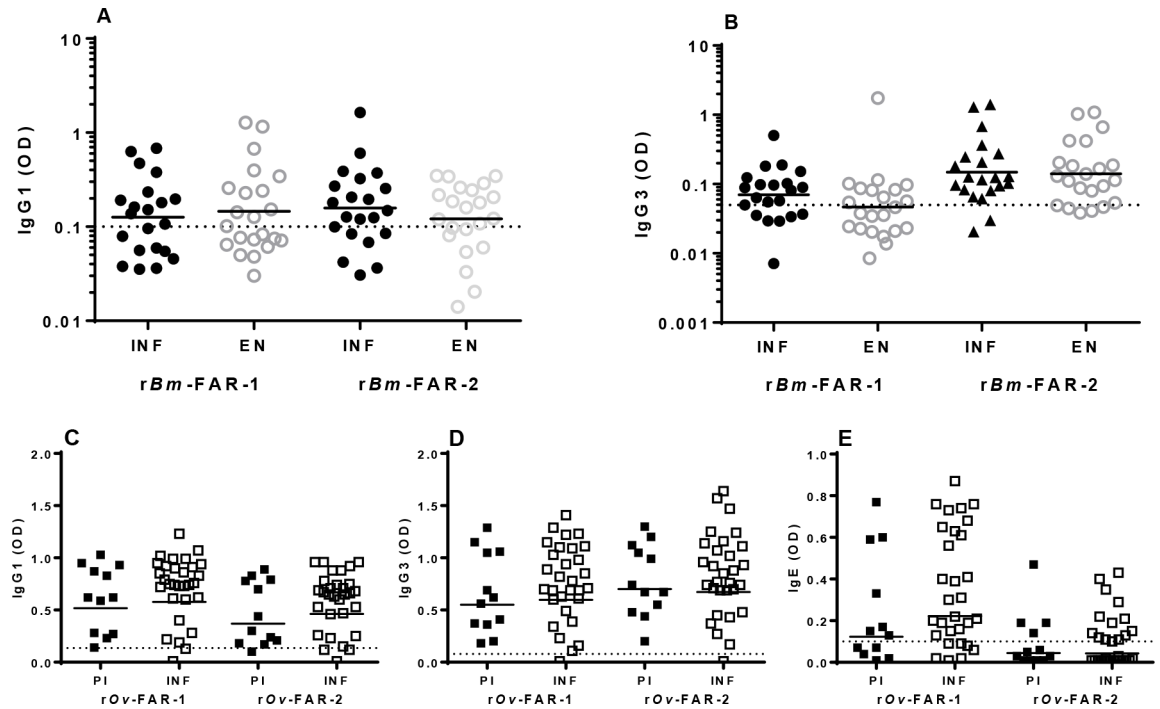 A
IgG1 (OD)
10
1
0.1
0.01
INF EN INF EN
rBm-FAR-1 rBm-FAR-2
B
IgG3 (OD)
10
1
0.1
0.01
0.001
INF EN INF EN
rBm-FAR-1 rBm-FAR-2
C
IgG1 (OD)
2.0
1.5
1.0
0.5
0.0
PI INF PI INF
rOv-FAR-1 rOv-FAR-2
D
IgG3 (OD)
2.0
1.5
1.0
0.5
0.0
PI INF PI INF
rOv-FAR-1 rOv-FAR-2
E
IgE (OD)
1.0
0.8
0.6
0.4
0.2
0.0
PI INF PI INF
rOv-FAR-1 rOv-FAR-2